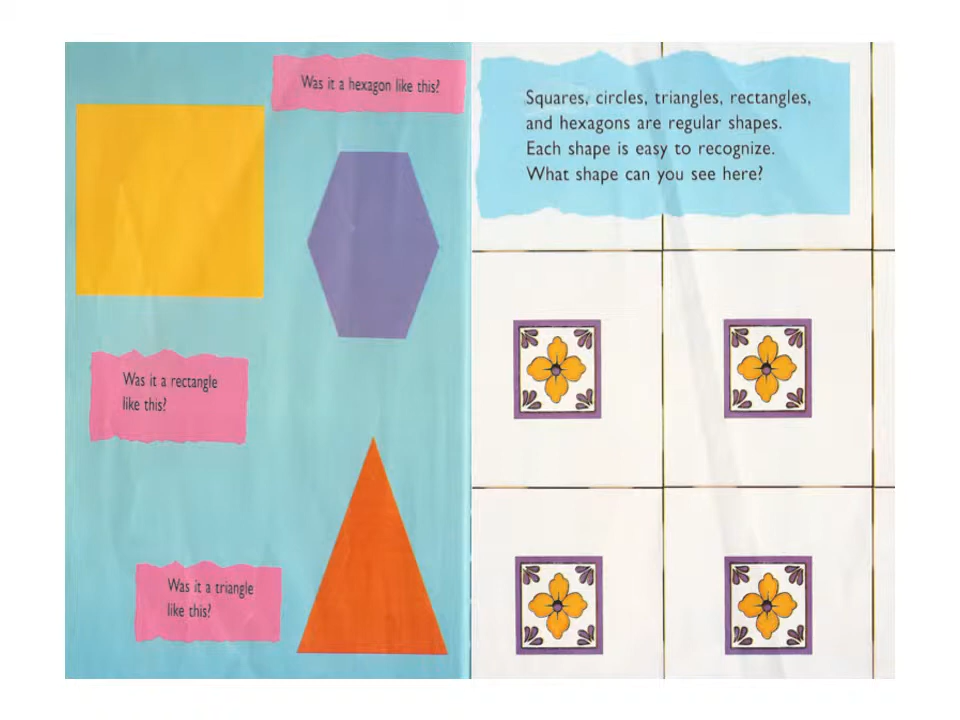 Was it a hexagon like this?
Was it a rectangle
like this?
Was it a triangle
like this?
Squares, circles, triangles, rectangles,
and hexagons are regular shapes.
Each shape is easy to recognize.
What shape can you see here?